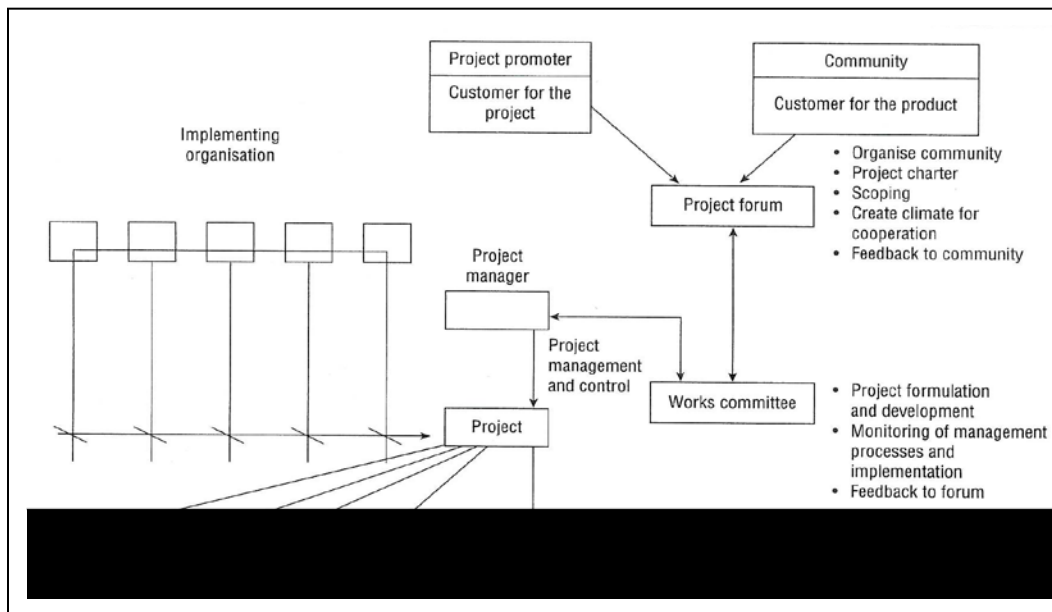 Project promoter
Customer for the
project
Community
Customer for the product
Implementing
organisation
• Organise community
• Project charter
• Scoping
• Create climate for
cooperation
• Feedback to community
Project forum
Project
manager
Project
management
and control
Works committee
• Project formulation
and development
• Monitoring of management
processes and
implementation
• Feedback to forum
Project